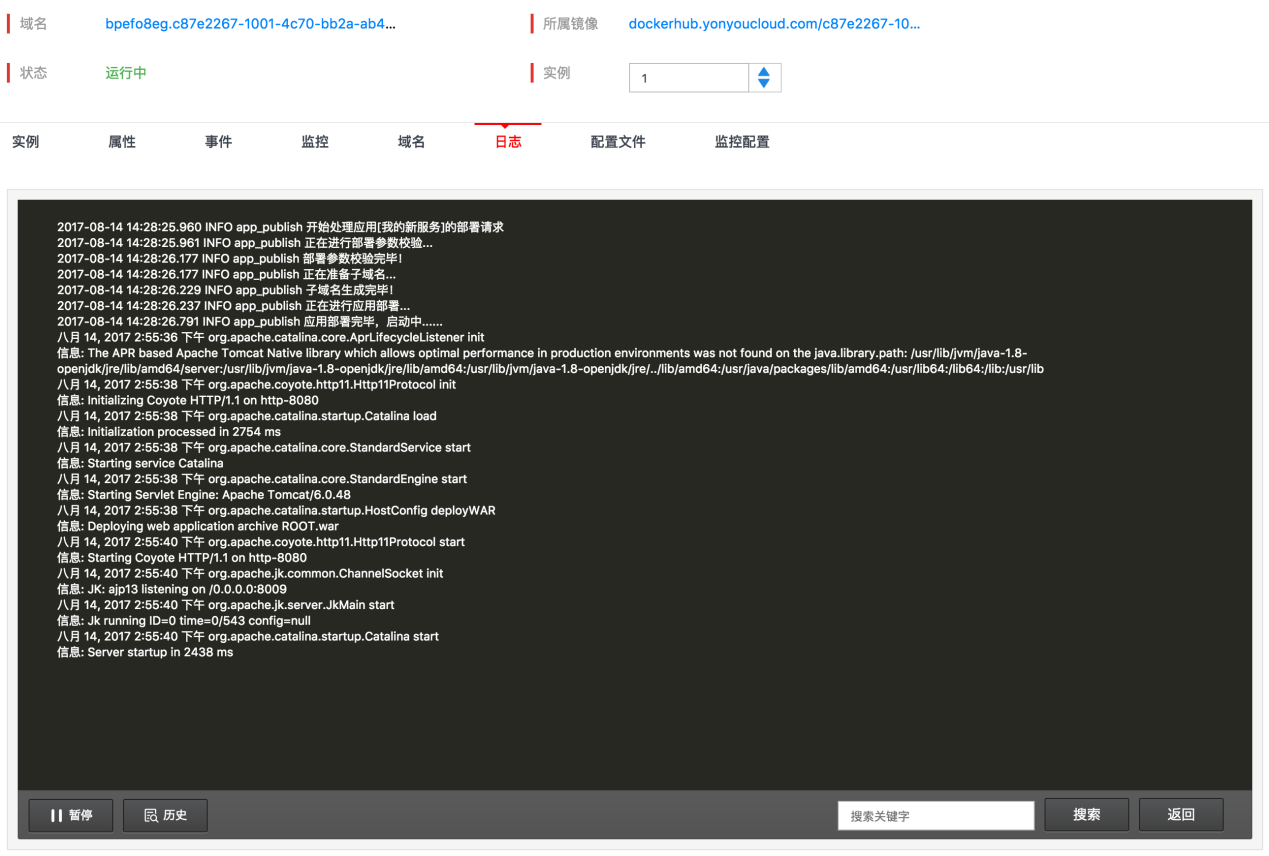 域名 bpefo8eg.c87e2267-1001-4c70-bb2a-ab4... 所属镜像 dockerhub.yonyoucloud.com/c87e2267-10...
状态 运行中 实例 1
实例 属性 事件 监控 域名 日志 配置文件 监控配置
2017-08-14 14:28:25.960 INFO app_publish 开始处理应用[我的新服务]的部署请求
2017-08-14 14:28:25.961 INFO app_publish 正在进行部署参数校验...
2017-08-14 14:28:26.177 INFO app_publish 部署参数校验完毕!
2017-08-14 14:28:26.177 INFO app_publish 正在准备子域名...
2017-08-14 14:28:26.229 INFO app_publish 子域名生成完毕!
2017-08-14 14:28:26.237 INFO app_publish 正在进行应用部署...
2017-08-14 14:28:26.791 INFO app_publish 应用部署完毕，启动中......
八月 14, 2017 2:55:36 下午 org.apache.catalina.core.AprLifecycleListener init
信息: The APR based Apache Tomcat Native library which allows optimal performance in production environments was not found on the java.library.path: /usr/lib/jvm/java-1.8-
openjdk/jre/lib/amd64/server:/usr/lib/jvm/java-1.8-openjdk/jre/lib/amd64:/usr/lib/jvm/java-1.8-openjdk/jre/../lib/amd64:/usr/java/packages/lib/amd64:/usr/lib64:/lib64:/lib:/usr/lib
八月 14, 2017 2:55:38 下午 org.apache.coyote.http11.Http11Protocol init
信息: Initializing Coyote HTTP/1.1 on http-8080
八月 14, 2017 2:55:38 下午 org.apache.catalina.startup.Catalina load
信息: Initialization processed in 2754 ms
八月 14, 2017 2:55:38 下午 org.apache.catalina.core.StandardService start
信息: Starting service Catalina
八月 14, 2017 2:55:38 下午 org.apache.catalina.core.StandardEngine start
信息: Starting Servlet Engine: Apache Tomcat/6.0.48
八月 14, 2017 2:55:38 下午 org.apache.catalina.startup.HostConfig deployWAR
信息: Deploying web application archive ROOT.war
八月 14, 2017 2:55:40 下午 org.apache.coyote.http11.Http11Protocol start
信息: Starting Coyote HTTP/1.1 on http-8080
八月 14, 2017 2:55:40 下午 org.apache.jk.common.ChannelSocket init
信息: JK: ajp13 listening on /0.0.0.0:8009
八月 14, 2017 2:55:40 下午 org.apache.jk.server.JkMain start
信息: Jk running ID=0 time=0/543 config=null
八月 14, 2017 2:55:40 下午 org.apache.catalina.startup.Catalina start
信息: Server startup in 2438 ms
暂停 历史 搜索关键字 搜索 返回